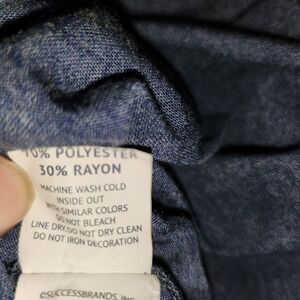 70% POLYESTER
30% RAYON
MACHINE WASH COLD
INSIDE OUT
WITH SIMILAR COLORS
DO NOT BLEACH
LINE DRY.DO NOT DRY CLEAN
DO NOT IRON DECORATION
©SUCCESSBRANDS, INC